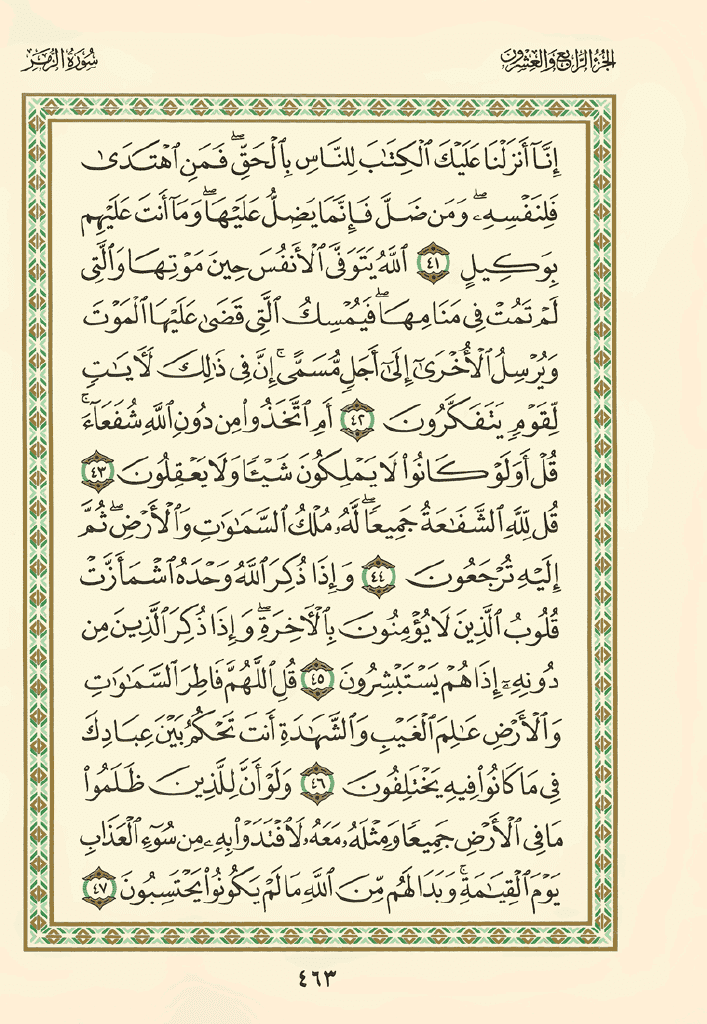 الجزء الرابع والعشرون
سورة الزمر
إِنَّآ أَنزَلۡنَا عَلَيۡكَ ٱلۡكِتَٰبَ لِلنَّاسِ بِٱلۡحَقِّۖ فَمَنِ ٱهۡتَدَىٰ
فَلِنَفۡسِهِۦۖ وَمَن ضَلَّ فَإِنَّمَا يَضِلُّ عَلَيۡهَاۖ وَمَآ أَنتَ عَلَيۡهِم
بِوَكِيلٍ ٤١ ٱللَّهُ يَتَوَفَّى ٱلۡأَنفُسَ حِينَ مَوۡتِهَا وَٱلَّتِي
لَمۡ تَمُتۡ فِي مَنَامِهَاۖ فَيُمۡسِكُ ٱلَّتِي قَضَىٰ عَلَيۡهَا ٱلۡمَوۡتَ
وَيُرۡسِلُ ٱلۡأُخۡرَىٰٓ إِلَىٰٓ أَجَلٖ مُّسَمًّىۚ إِنَّ فِي ذَٰلِكَ لَأٓيَٰتٖ
لِّقَوۡمٖ يَتَفَكَّرُونَ ٤٢ أَمِ ٱتَّخَذُواْ مِن دُونِ ٱللَّهِ شُفَعَآءَۚ
قُلۡ أَوَلَوۡ كَانُواْ لَا يَمۡلِكُونَ شَيۡـٔٗا وَلَا يَعۡقِلُونَ ٤٣
قُل لِّلَّهِ ٱلشَّفَٰعَةُ جَمِيعٗاۖ لَّهُۥ مُلۡكُ ٱلسَّمَٰوَٰتِ وَٱلۡأَرۡضِۖ ثُمَّ
إِلَيۡهِ تُرۡجَعُونَ ٤٤ وَإِذَا ذُكِرَ ٱللَّهُ وَحۡدَهُ ٱشۡمَأَزَّتۡ
قُلُوبُ ٱلَّذِينَ لَا يُؤۡمِنُونَ بِٱلۡأٓخِرَةِۖ وَإِذَا ذُكِرَ ٱلَّذِينَ مِن
دُونِهِۦٓ إِذَا هُمۡ يَسۡتَبۡشِرُونَ ٤٥ قُلِ ٱللَّهُمَّ فَاطِرَ ٱلسَّمَٰوَٰتِ
وَٱلۡأَرۡضِ عَٰلِمَ ٱلۡغَيۡبِ وَٱلشَّهَٰدَةِ أَنتَ تَحۡكُمُ بَيۡنَ عِبَادِكَ
فِي مَا كَانُواْ فِيهِ يَخۡتَلِفُونَ ٤٦ وَلَوۡ أَنَّ لِلَّذِينَ ظَلَمُواْ
مَا فِي ٱلۡأَرۡضِ جَمِيعٗا وَمِثۡلَهُۥ مَعَهُۥ لَٱفۡتَدَوۡاْ بِهِۦ مِن سُوٓءِ ٱلۡعَذَابِ
يَوۡمَ ٱلۡقِيَٰمَةِۚ وَبَدَا لَهُم مِّنَ ٱللَّهِ مَا لَمۡ يَكُونُواْ يَحۡتَسِبُونَ ٤٧
٤٦٣